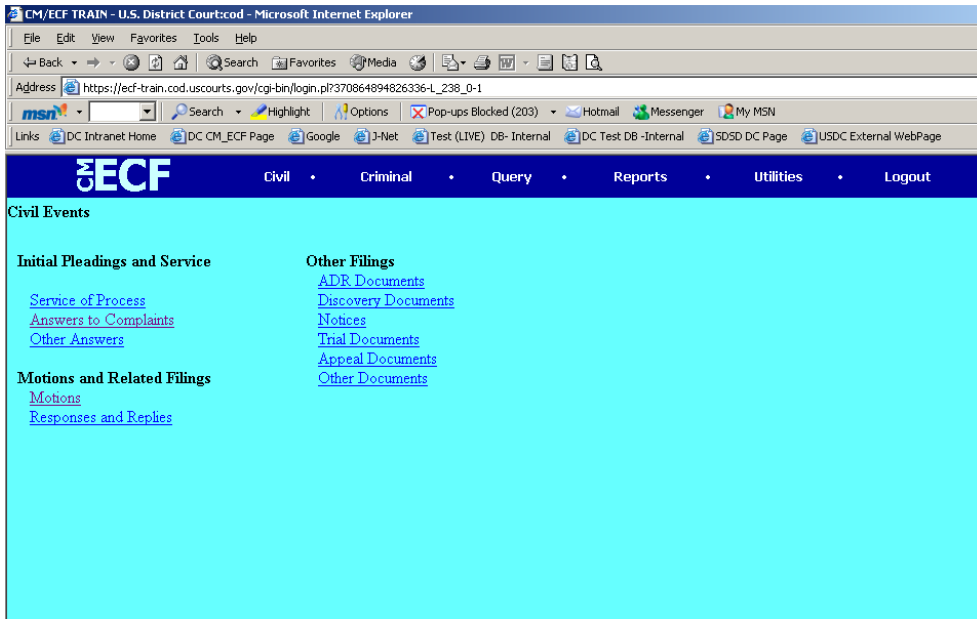 CM/ECF TRAIN - U.S. District Court:cod - Microsoft Internet Explorer
File Edit View Favorites Tools Help
Back Search Favorites Media
Address https://ecf-train.cod.uscourts.gov/cgi-bin/login.pl?370864894826336-L_238_0-1
msn Search Highlight Options Pop-ups Blocked (203) Hotmail Messenger My MSN
Links DC Intranet Home DC CM_ECF Page Google J-Net Test (LIVE) DB- Internal DC Test DB -Internal SDSD DC Page USDC External WebPage
CM ECF Civil • Criminal • Query • Reports • Utilities • Logout
Civil Events
Initial Pleadings and Service
Service of Process
Answers to Complaints
Other Answers
Motions and Related Filings
Motions
Responses and Replies
Other Filings
ADR Documents
Discovery Documents
Notices
Trial Documents
Appeal Documents
Other Documents